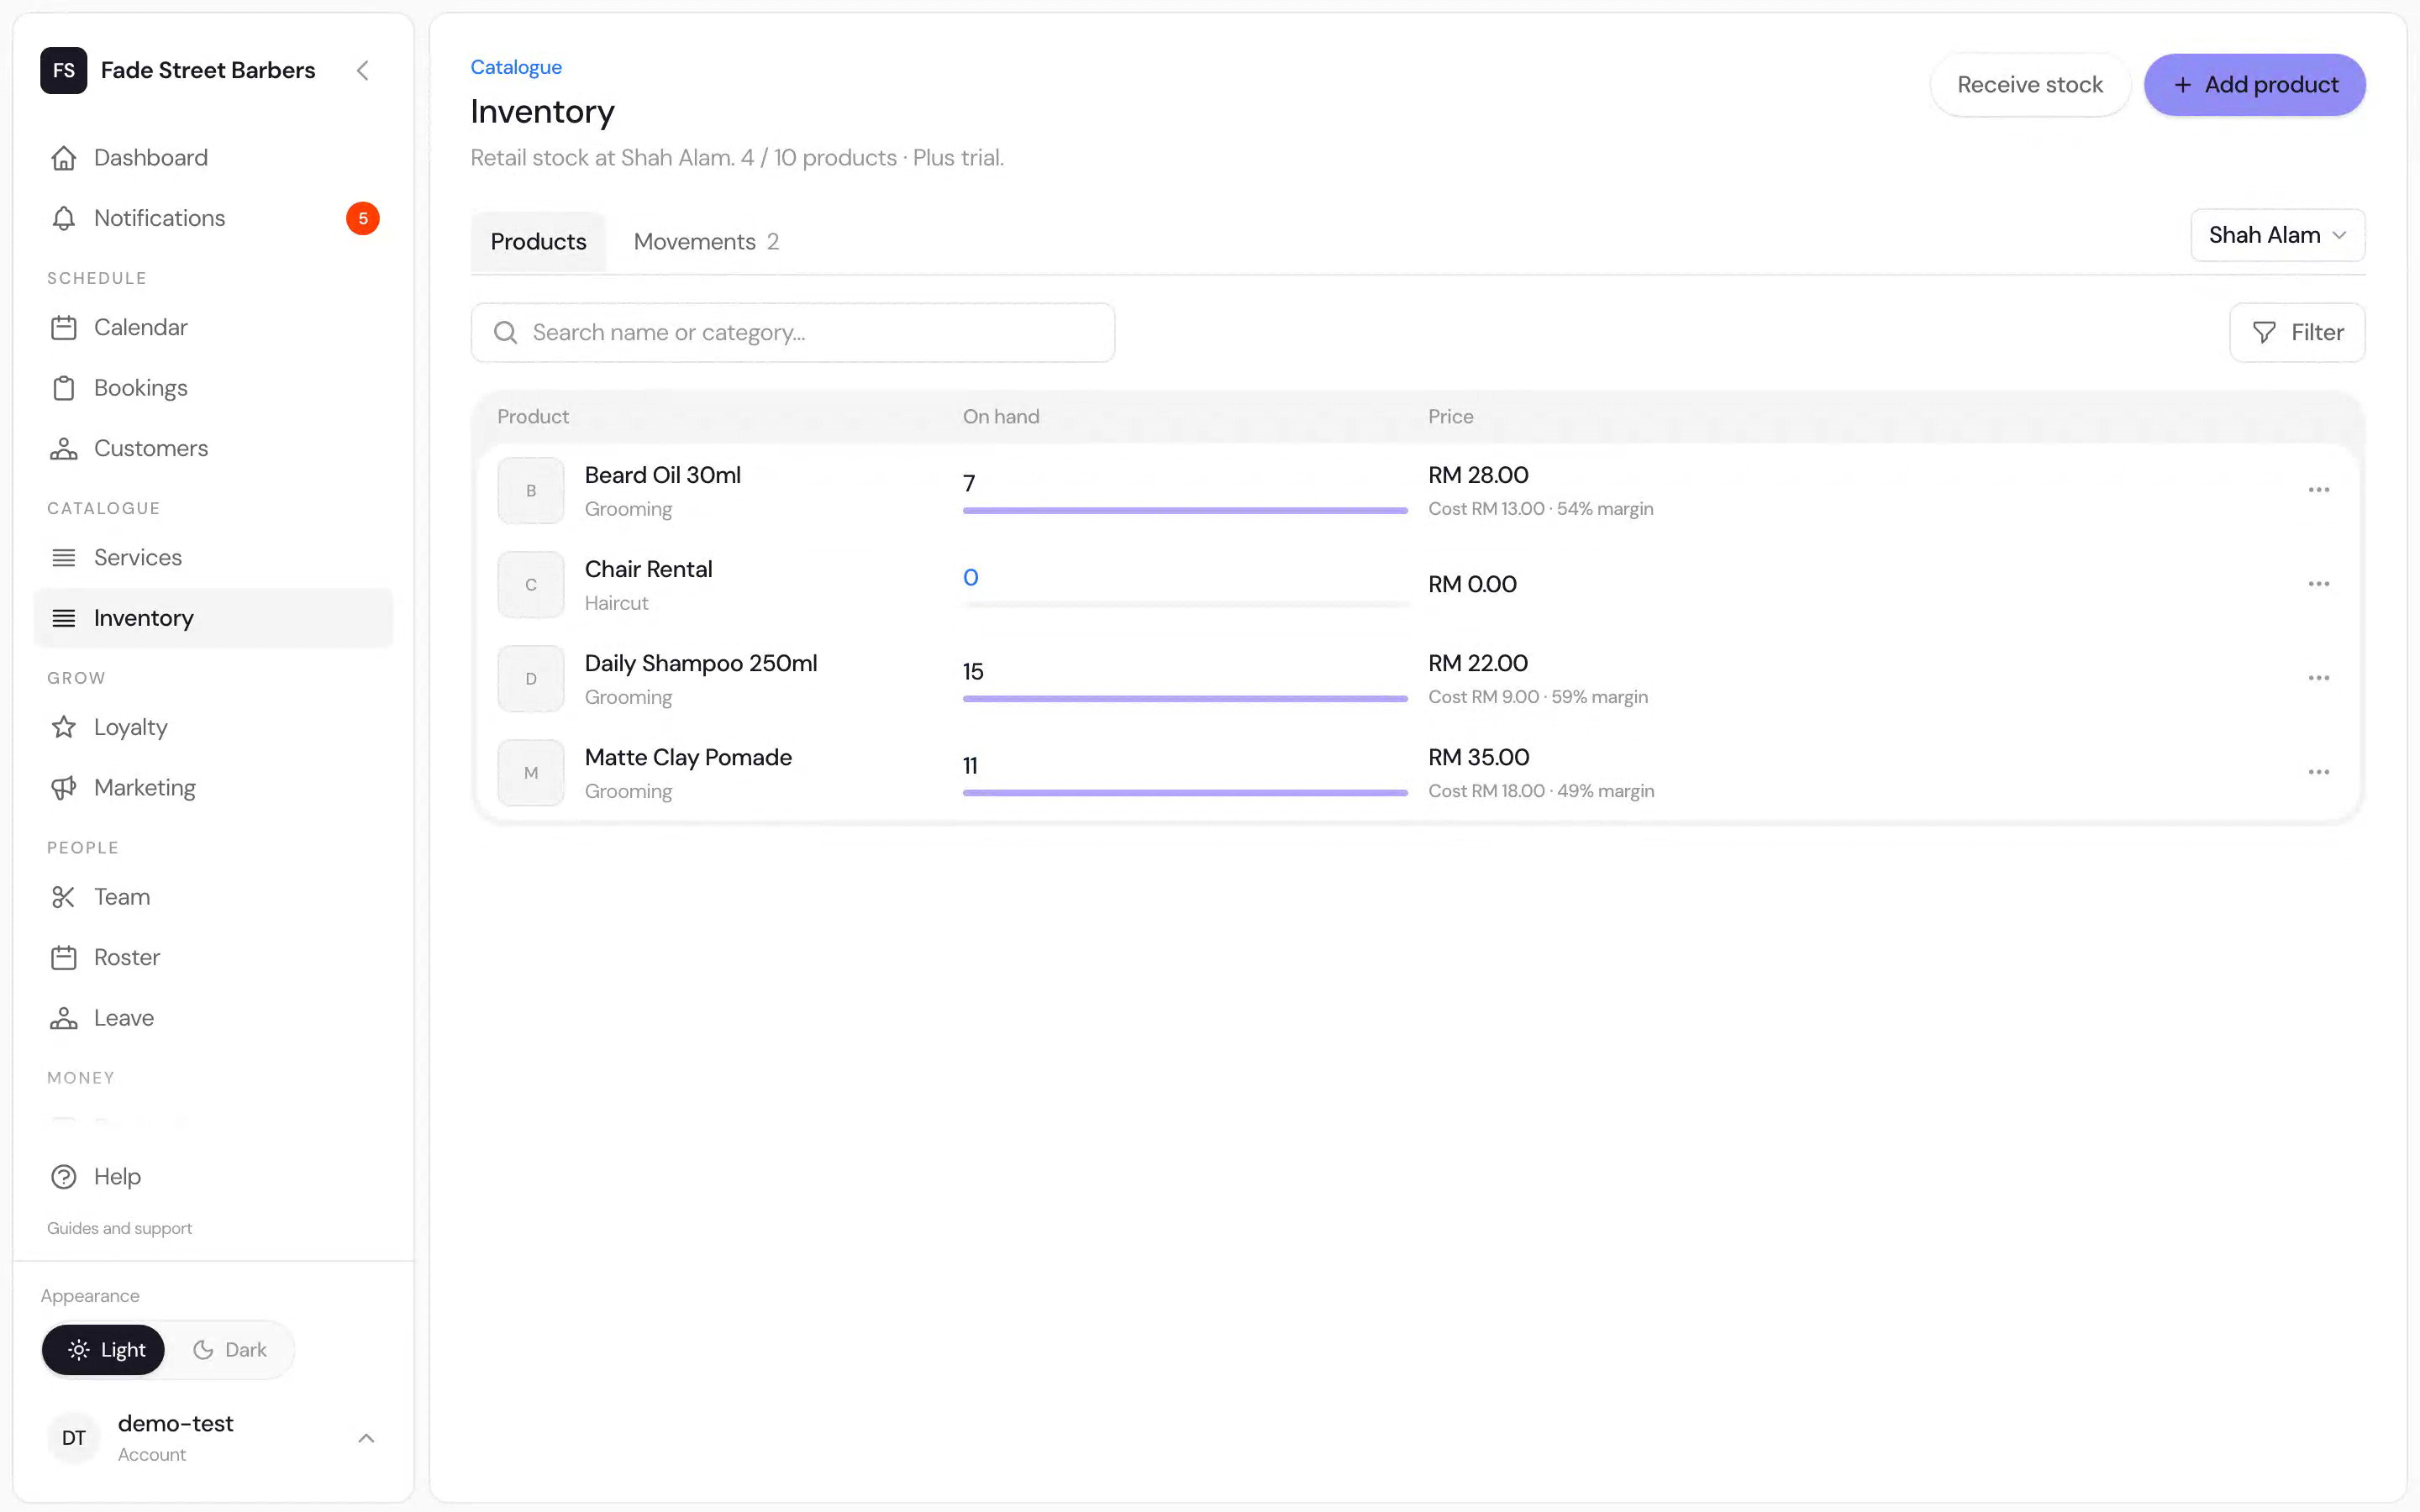 FS Fade Street Barbers
Dashboard
Notifications 5
SCHEDULE
Calendar
Bookings
Customers
CATALOGUE
Services
Inventory
GROW
Loyalty
Marketing
PEOPLE
Team
Roster
Leave
MONEY
Help
Guides and support
Appearance
Light Dark
DT demo-test
Account
Catalogue
Inventory
Retail stock at Shah Alam. 4 / 10 products · Plus trial.
Receive stock + Add product
Products Movements 2
Shah Alam
Search name or category...
Filter
Product On hand Price
B Beard Oil 30ml 7 RM 28.00
Grooming Cost RM 13.00 · 54% margin
C Chair Rental 0 RM 0.00
Haircut
D Daily Shampoo 250ml 15 RM 22.00
Grooming Cost RM 9.00 · 59% margin
M Matte Clay Pomade 11 RM 35.00
Grooming Cost RM 18.00 · 49% margin